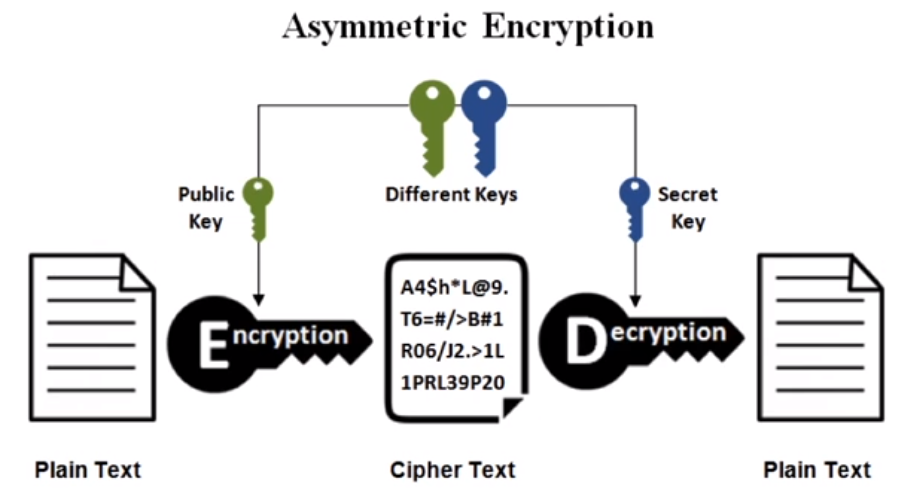 Asymmetric Encryption
Public
Key
Different Keys
Secret
Key
Encryption
A4$h*L@9.
T6=#/>B#1
R06/J2.>1L
1PRL39P20
Decryption
Plain Text
Cipher Text
Plain Text